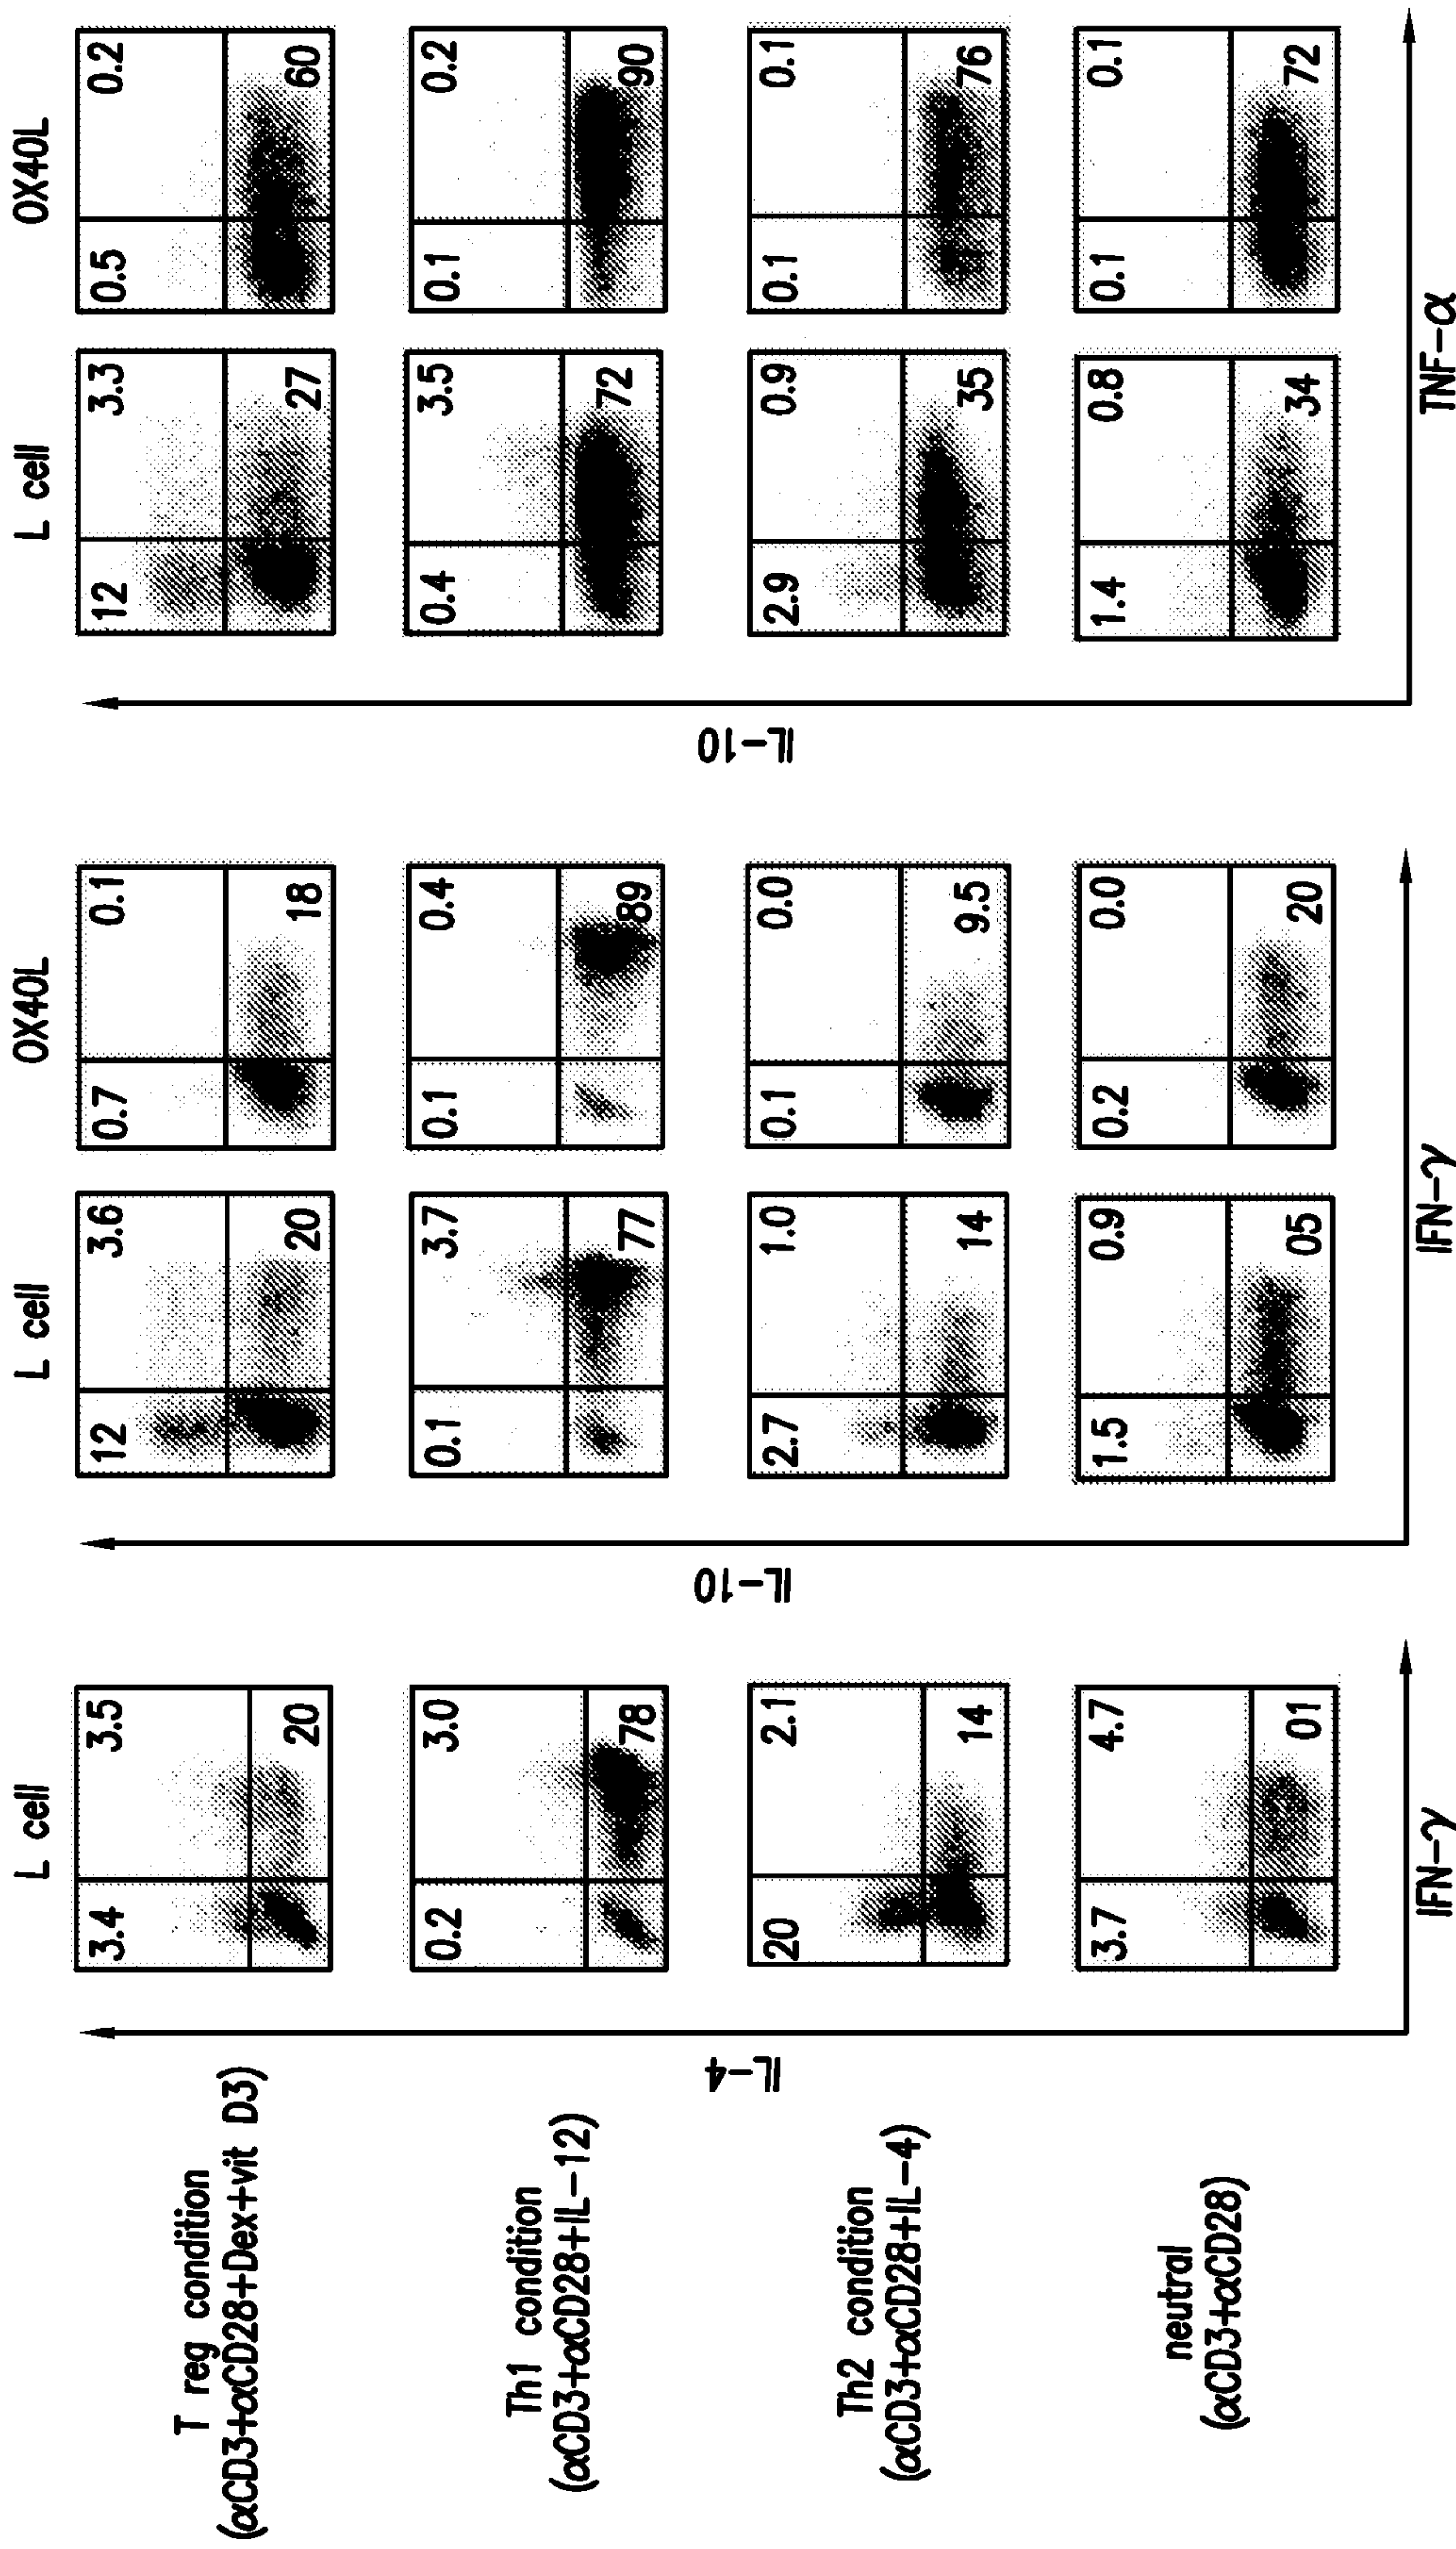 L cell L cell OX40L L cell OX40L
T reg condition
(αCD3+αCD28+Dex+vit D3)
3.4 3.5 12 3.6 0.7 0.1 12 3.3 0.5 0.2
20 20 18 27 60
Th1 condition
(αCD3+αCD28+IL-12)
0.2 3.0 0.1 3.7 0.1 0.4 0.4 3.5 0.1 0.2
78 77 89 72 90
IL-4 IL-10 IL-10
Th2 condition
(αCD3+αCD28+IL-4)
20 2.1 2.7 1.0 0.1 0.0 2.9 0.9 0.1 0.1
14 14 9.5 35 76
neutral
(αCD3+αCD28)
3.7 4.7 1.5 0.9 0.2 0.0 1.4 0.8 0.1 0.1
01 05 20 34 72
IFN-γ IFN-γ TNF-α